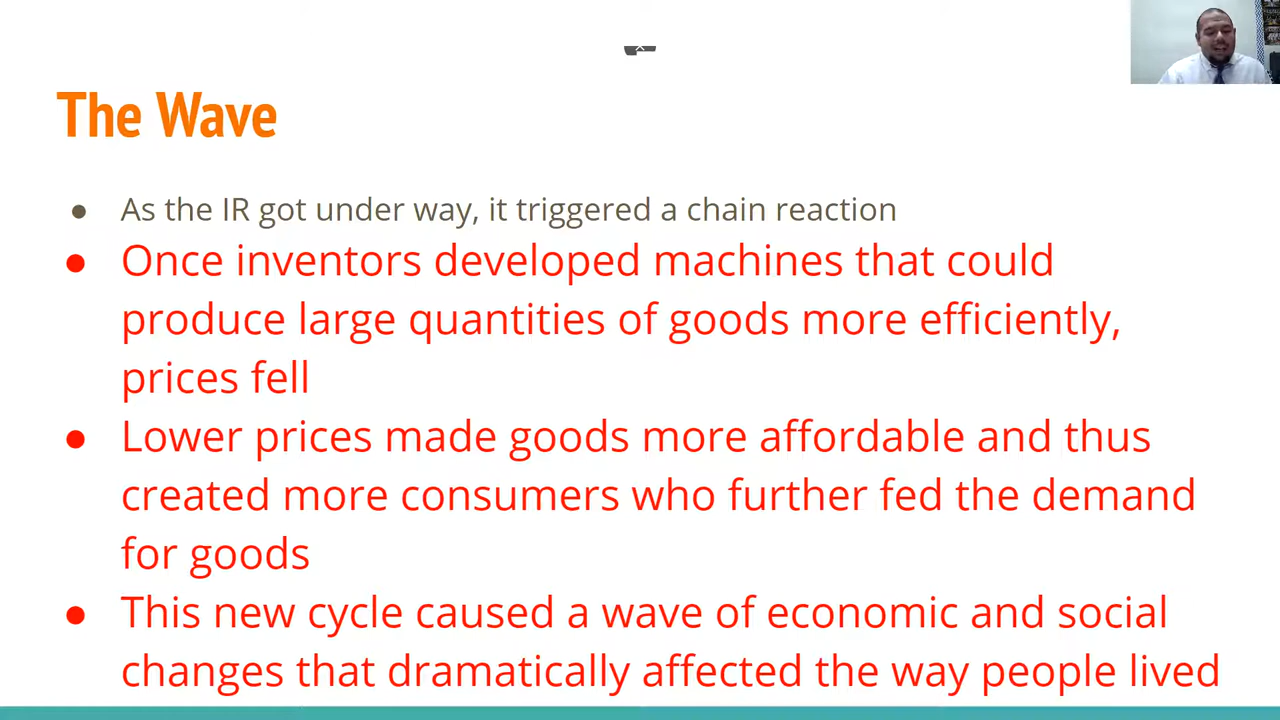 The Wave
● As the IR got under way, it triggered a chain reaction
● Once inventors developed machines that could
produce large quantities of goods more efficiently,
prices fell
● Lower prices made goods more affordable and thus
created more consumers who further fed the demand
for goods
● This new cycle caused a wave of economic and social
changes that dramatically affected the way people lived